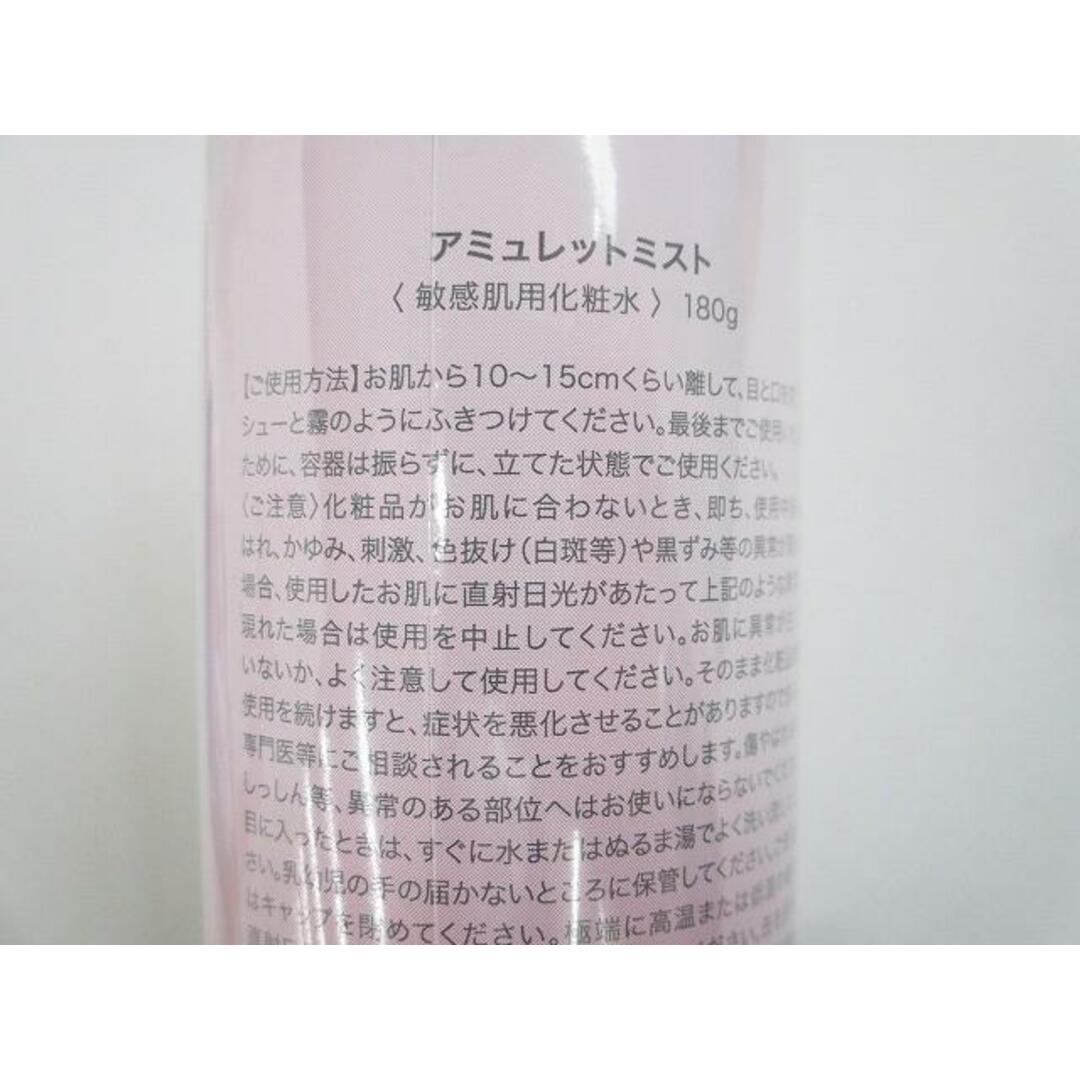 アミュレットミスト
〈 敏感肌用化粧水 〉 180g
【ご使用方法】お肌から10〜15cmくらい離して、目と口を
シューと霧のようにふきつけてください。最後までご使用
ために、容器は振らずに、立てた状態でご使用ください。
〈ご注意〉化粧品がお肌に合わないとき、即ち、使用中
はれ、かゆみ、刺激、色抜け(白斑等)や黒ずみ等の異常が
場合、使用したお肌に直射日光があたって上記のような
現れた場合は使用を中止してください。お肌に異常が
いないか、よく注意して使用してください。そのまま化粧品
使用を続けますと、症状を悪化させることがありますので
専門医等にご相談されることをおすすめします。傷やは
しっしん等、異常のある部位へはお使いにならないでくだ
目に入ったときは、すぐに水またはぬるま湯でよく洗い
さい。乳幼児の手の届かないところに保管してください。
はキャップを閉めてください。極端に高温または低温
ださい。